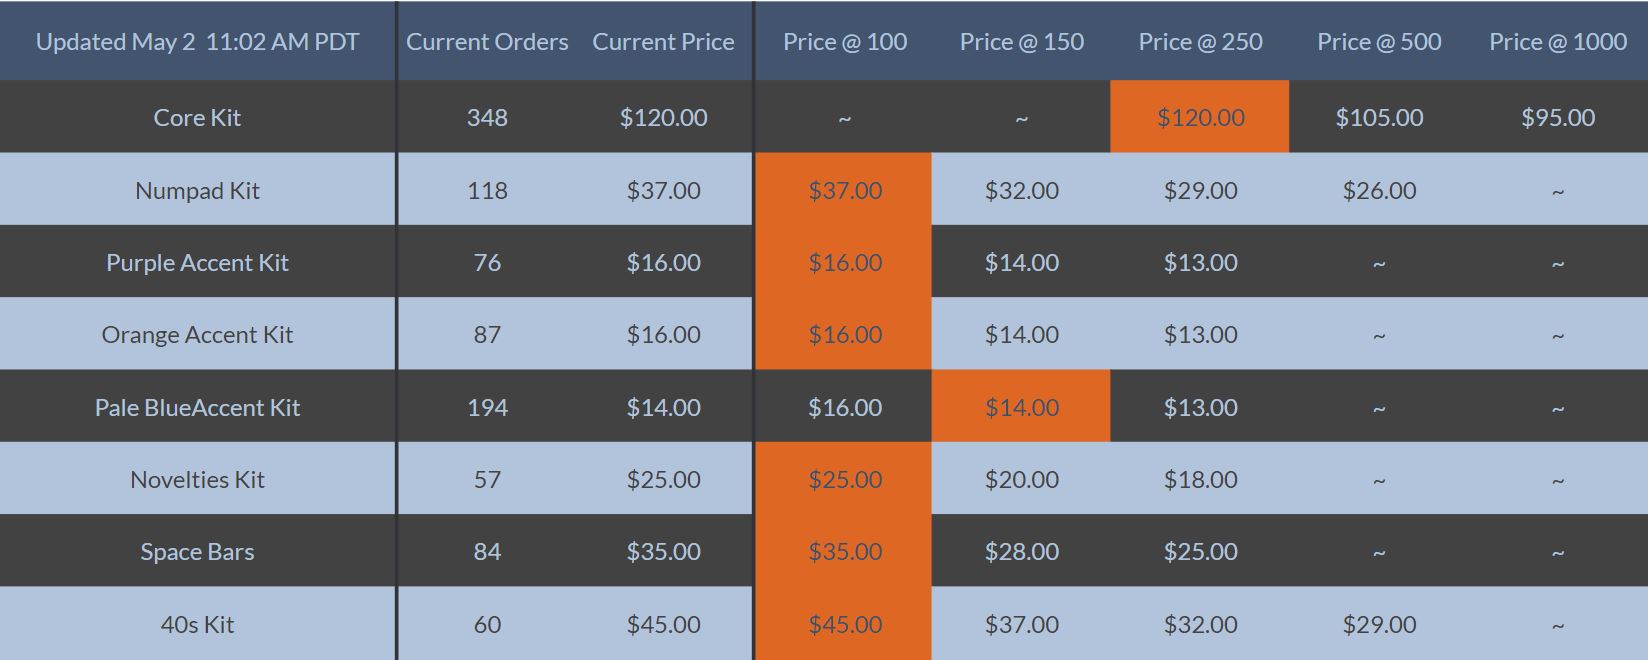 Updated May 2 11:02 AM PDT Current Orders Current Price Price @ 100 Price @ 150 Price @ 250 Price @ 500 Price @ 1000
Core Kit 348 $120.00 ~ ~ $120.00 $105.00 $95.00
Numpad Kit 118 $37.00 $37.00 $32.00 $29.00 $26.00 ~
Purple Accent Kit 76 $16.00 $16.00 $14.00 $13.00 ~ ~
Orange Accent Kit 87 $16.00 $16.00 $14.00 $13.00 ~ ~
Pale BlueAccent Kit 194 $14.00 $16.00 $14.00 $13.00 ~ ~
Novelties Kit 57 $25.00 $25.00 $20.00 $18.00 ~ ~
Space Bars 84 $35.00 $35.00 $28.00 $25.00 ~ ~
40s Kit 60 $45.00 $45.00 $37.00 $32.00 $29.00 ~